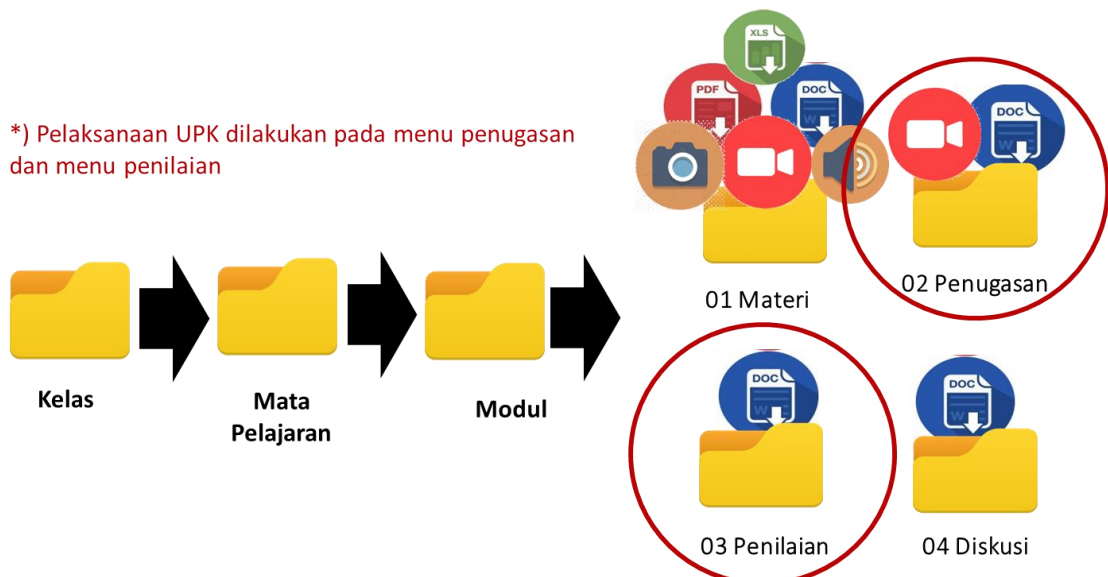 XLS
PDF
DOC
DOC
*) Pelaksanaan UPK dilakukan pada menu penugasan
dan menu penilaian
01 Materi
02 Penugasan
Kelas
Mata
Pelajaran
Modul
DOC
DOC
03 Penilaian
04 Diskusi